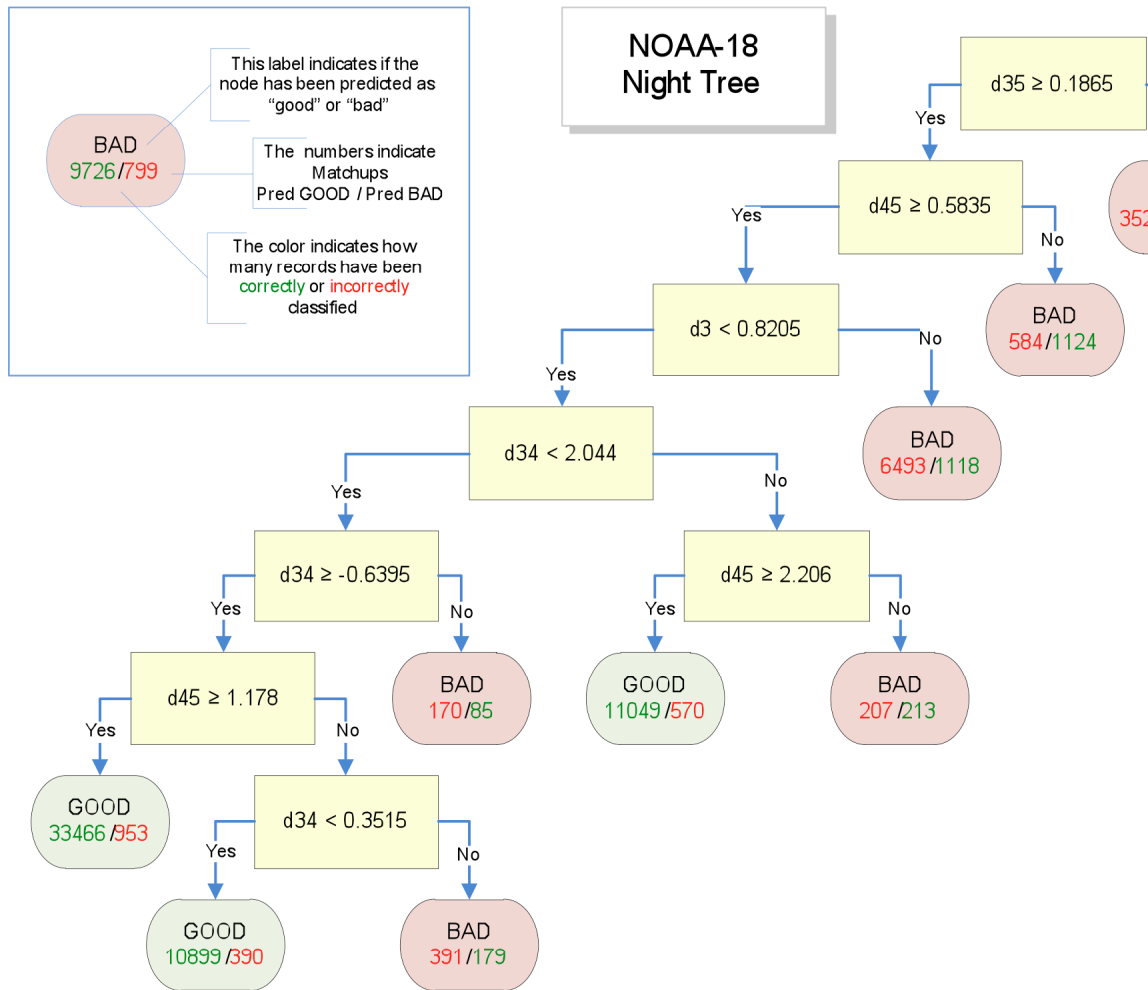 This label indicates if the
node has been predicted as
“good” or “bad”
BAD
9726/799
The numbers indicate
Matchups
Pred GOOD / Pred BAD
The color indicates how
many records have been
correctly or incorrectly
classified
NOAA-18
Night Tree
d35 ≥ 0.1865
Yes
d45 ≥ 0.5835
352
Yes
No
d3 < 0.8205
BAD
584/1124
Yes
No
d34 < 2.044
BAD
6493/1118
Yes
No
d34 ≥ -0.6395
d45 ≥ 2.206
Yes
No
Yes
No
d45 ≥ 1.178
BAD
170/85
GOOD
11049/570
BAD
207/213
Yes
No
GOOD
33466/953
d34 < 0.3515
Yes
No
GOOD
10899/390
BAD
391/179